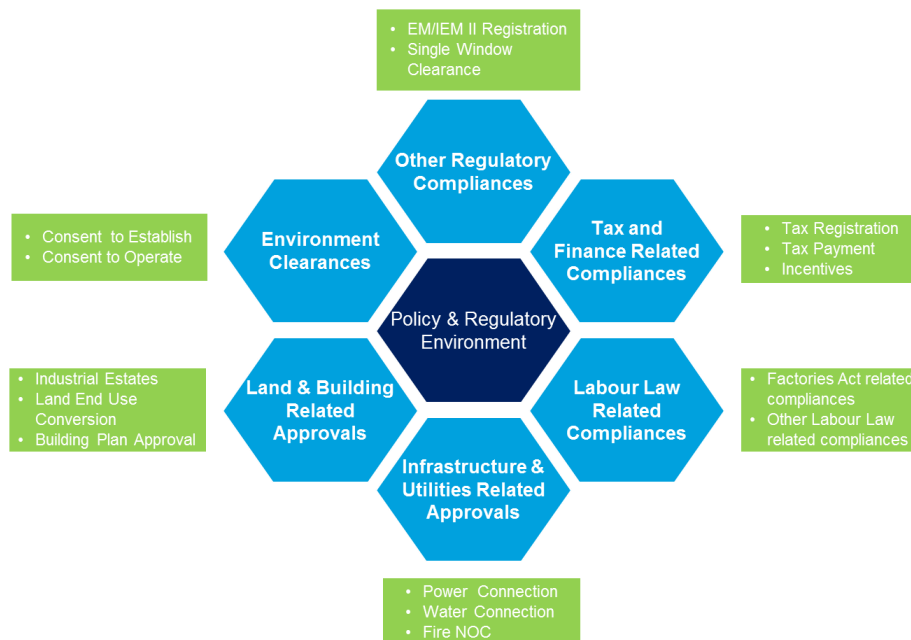 • EM/IEM II Registration
• Single Window
Clearance
Other Regulatory
Compliances
Environment
Clearances
• Consent to Establish
• Consent to Operate
Tax and
Finance Related
Compliances
• Tax Registration
• Tax Payment
• Incentives
Policy & Regulatory
Environment
Land & Building
Related
Approvals
• Industrial Estates
• Land End Use
Conversion
• Building Plan Approval
Labour Law
Related
Compliances
• Factories Act related
compliances
• Other Labour Law
related compliances
Infrastructure &
Utilities Related
Approvals
• Power Connection
• Water Connection
• Fire NOC